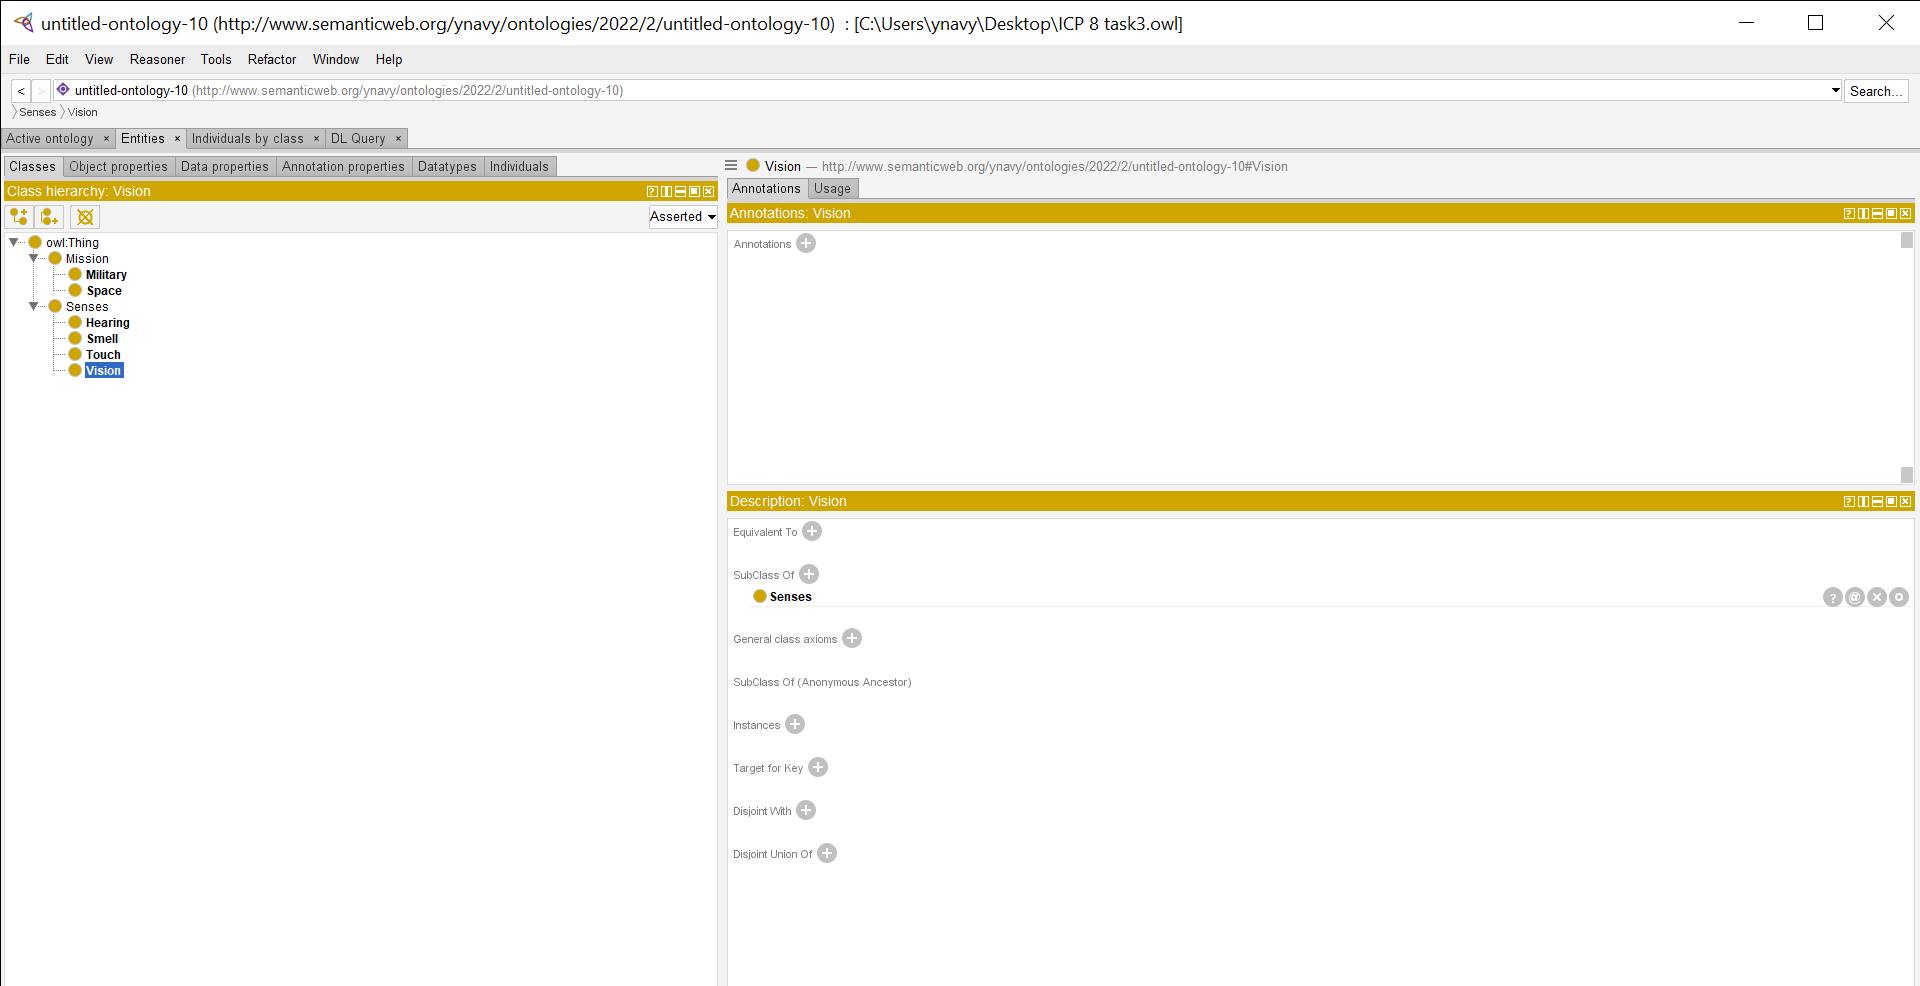 untitled-ontology-10 (http://www.semanticweb.org/ynavy/ontologies/2022/2/untitled-ontology-10) : [C:\Users\ynavy\Desktop\ICP 8 task3.owl]
File Edit View Reasoner Tools Refactor Window Help
< > untitled-ontology-10 (http://www.semanticweb.org/ynavy/ontologies/2022/2/untitled-ontology-10) Search...
Senses Vision
Active ontology × Entities × Individuals by class × DL Query ×
Classes Object properties Data properties Annotation properties Datatypes Individuals
Class hierarchy: Vision
Asserted
owl:Thing
Mission
Military
Space
Senses
Hearing
Smell
Touch
Vision
Vision — http://www.semanticweb.org/ynavy/ontologies/2022/2/untitled-ontology-10#Vision
Annotations Usage
Annotations: Vision
Annotations
Description: Vision
Equivalent To
SubClass Of
Senses
General class axioms
SubClass Of (Anonymous Ancestor)
Instances
Target for Key
Disjoint With
Disjoint Union Of